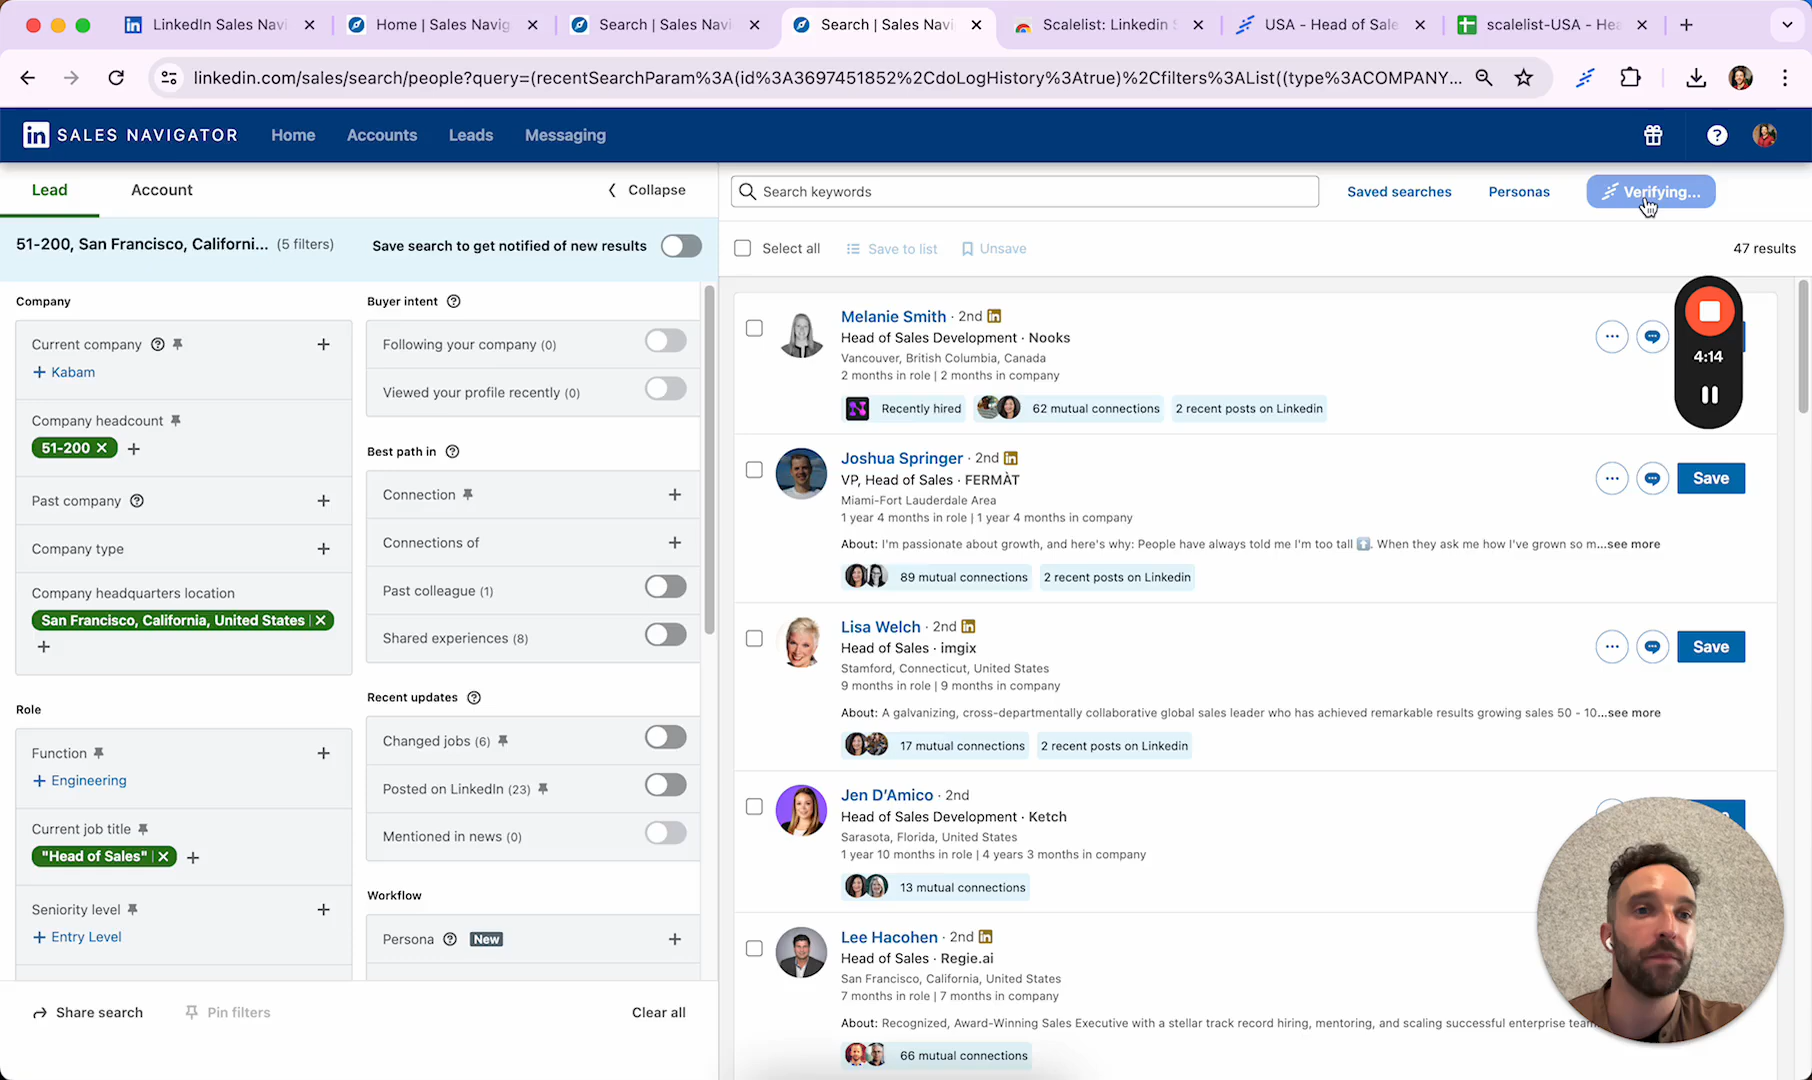 LinkedIn Sales Navi
Home | Sales Navig
Search | Sales Navi
Search | Sales Navi
Scalelist: Linkedin S
USA - Head of Sale
scalelist-USA - Hea
linkedin.com/sales/search/people?query=(recentSearchParam%3A(id%3A3697451852%2CdoLogHistory%3Atrue)%2Cfilters%3AList((type%3ACOMPANY...
in SALES NAVIGATOR
Home
Accounts
Leads
Messaging
Lead
Account
Collapse
51-200, San Francisco, Californi... (5 filters)
Save search to get notified of new results
Company
Current company
+ Kabam
Company headcount
51-200
Past company
Company type
Company headquarters location
San Francisco, California, United States
Role
Function
+ Engineering
Current job title
"Head of Sales"
Seniority level
+ Entry Level
Buyer intent
Following your company (0)
Viewed your profile recently (0)
Best path in
Connection
Connections of
Past colleague (1)
Shared experiences (8)
Recent updates
Changed jobs (6)
Posted on LinkedIn (23)
Mentioned in news (0)
Workflow
Persona New
Share search
Pin filters
Clear all
Search keywords
Saved searches
Personas
Verifying...
Select all
Save to list
Unsave
47 results
Melanie Smith · 2nd in
Head of Sales Development · Nooks
Vancouver, British Columbia, Canada
2 months in role | 2 months in company
Recently hired
62 mutual connections
2 recent posts on Linkedin
4:14
Joshua Springer · 2nd in
VP, Head of Sales · FERMÀT
Miami-Fort Lauderdale Area
1 year 4 months in role | 1 year 4 months in company
About: I'm passionate about growth, and here's why: People have always told me I'm too tall ⬆️. When they ask me how I've grown so m...see more
89 mutual connections
2 recent posts on Linkedin
Save
Lisa Welch · 2nd in
Head of Sales · imgix
Stamford, Connecticut, United States
9 months in role | 9 months in company
About: A galvanizing, cross-departmentally collaborative global sales leader who has achieved remarkable results growing sales 50 - 10...see more
17 mutual connections
2 recent posts on Linkedin
Save
Jen D’Amico · 2nd
Head of Sales Development · Ketch
Sarasota, Florida, United States
1 year 10 months in role | 4 years 3 months in company
13 mutual connections
Lee Hacohen · 2nd in
Head of Sales · Regie.ai
San Francisco, California, United States
7 months in role | 7 months in company
About: Recognized, Award-Winning Sales Executive with a stellar track record hiring, mentoring, and scaling successful enterprise
66 mutual connections